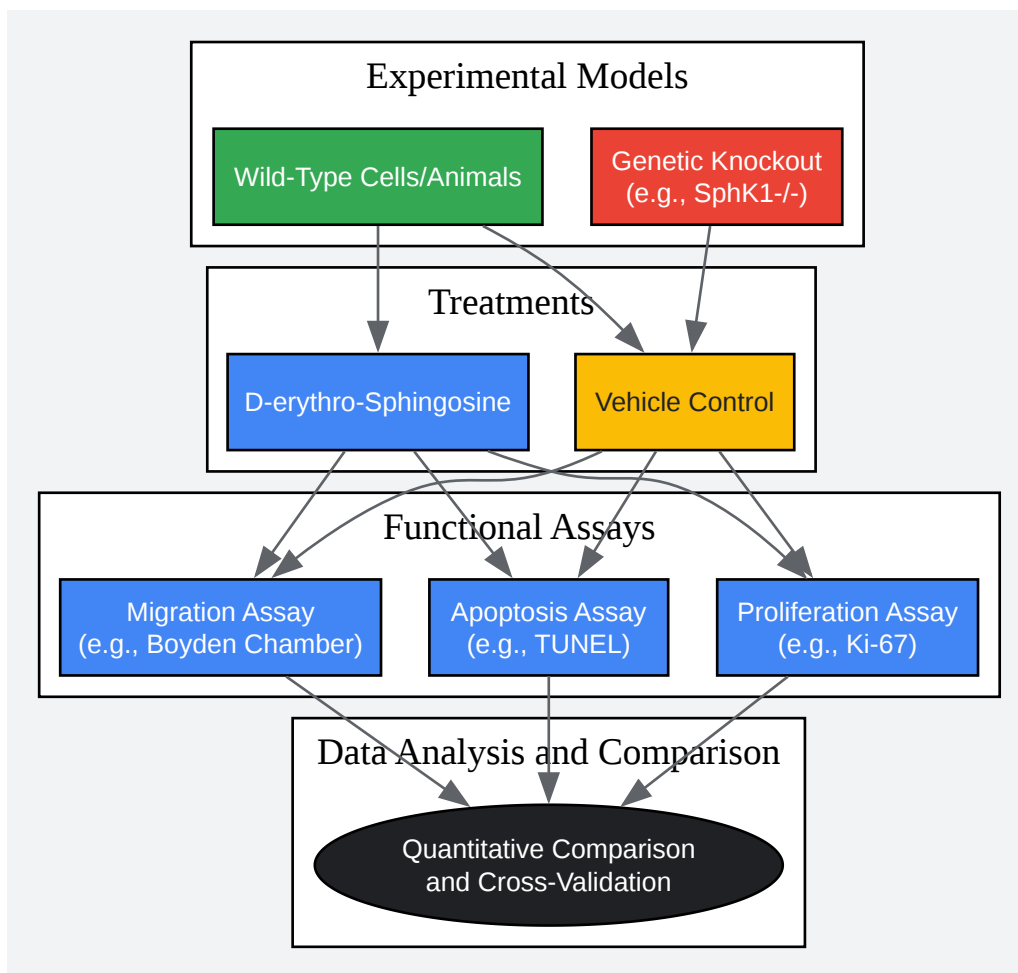 Experimental Models
Wild-Type Cells/Animals
Genetic Knockout
(e.g., SphK1-/-)
Treatments
D-erythro-Sphingosine
Vehicle Control
Functional Assays
Migration Assay
(e.g., Boyden Chamber)
Apoptosis Assay
(e.g., TUNEL)
Proliferation Assay
(e.g., Ki-67)
Data Analysis and Comparison
Quantitative Comparison
and Cross-Validation